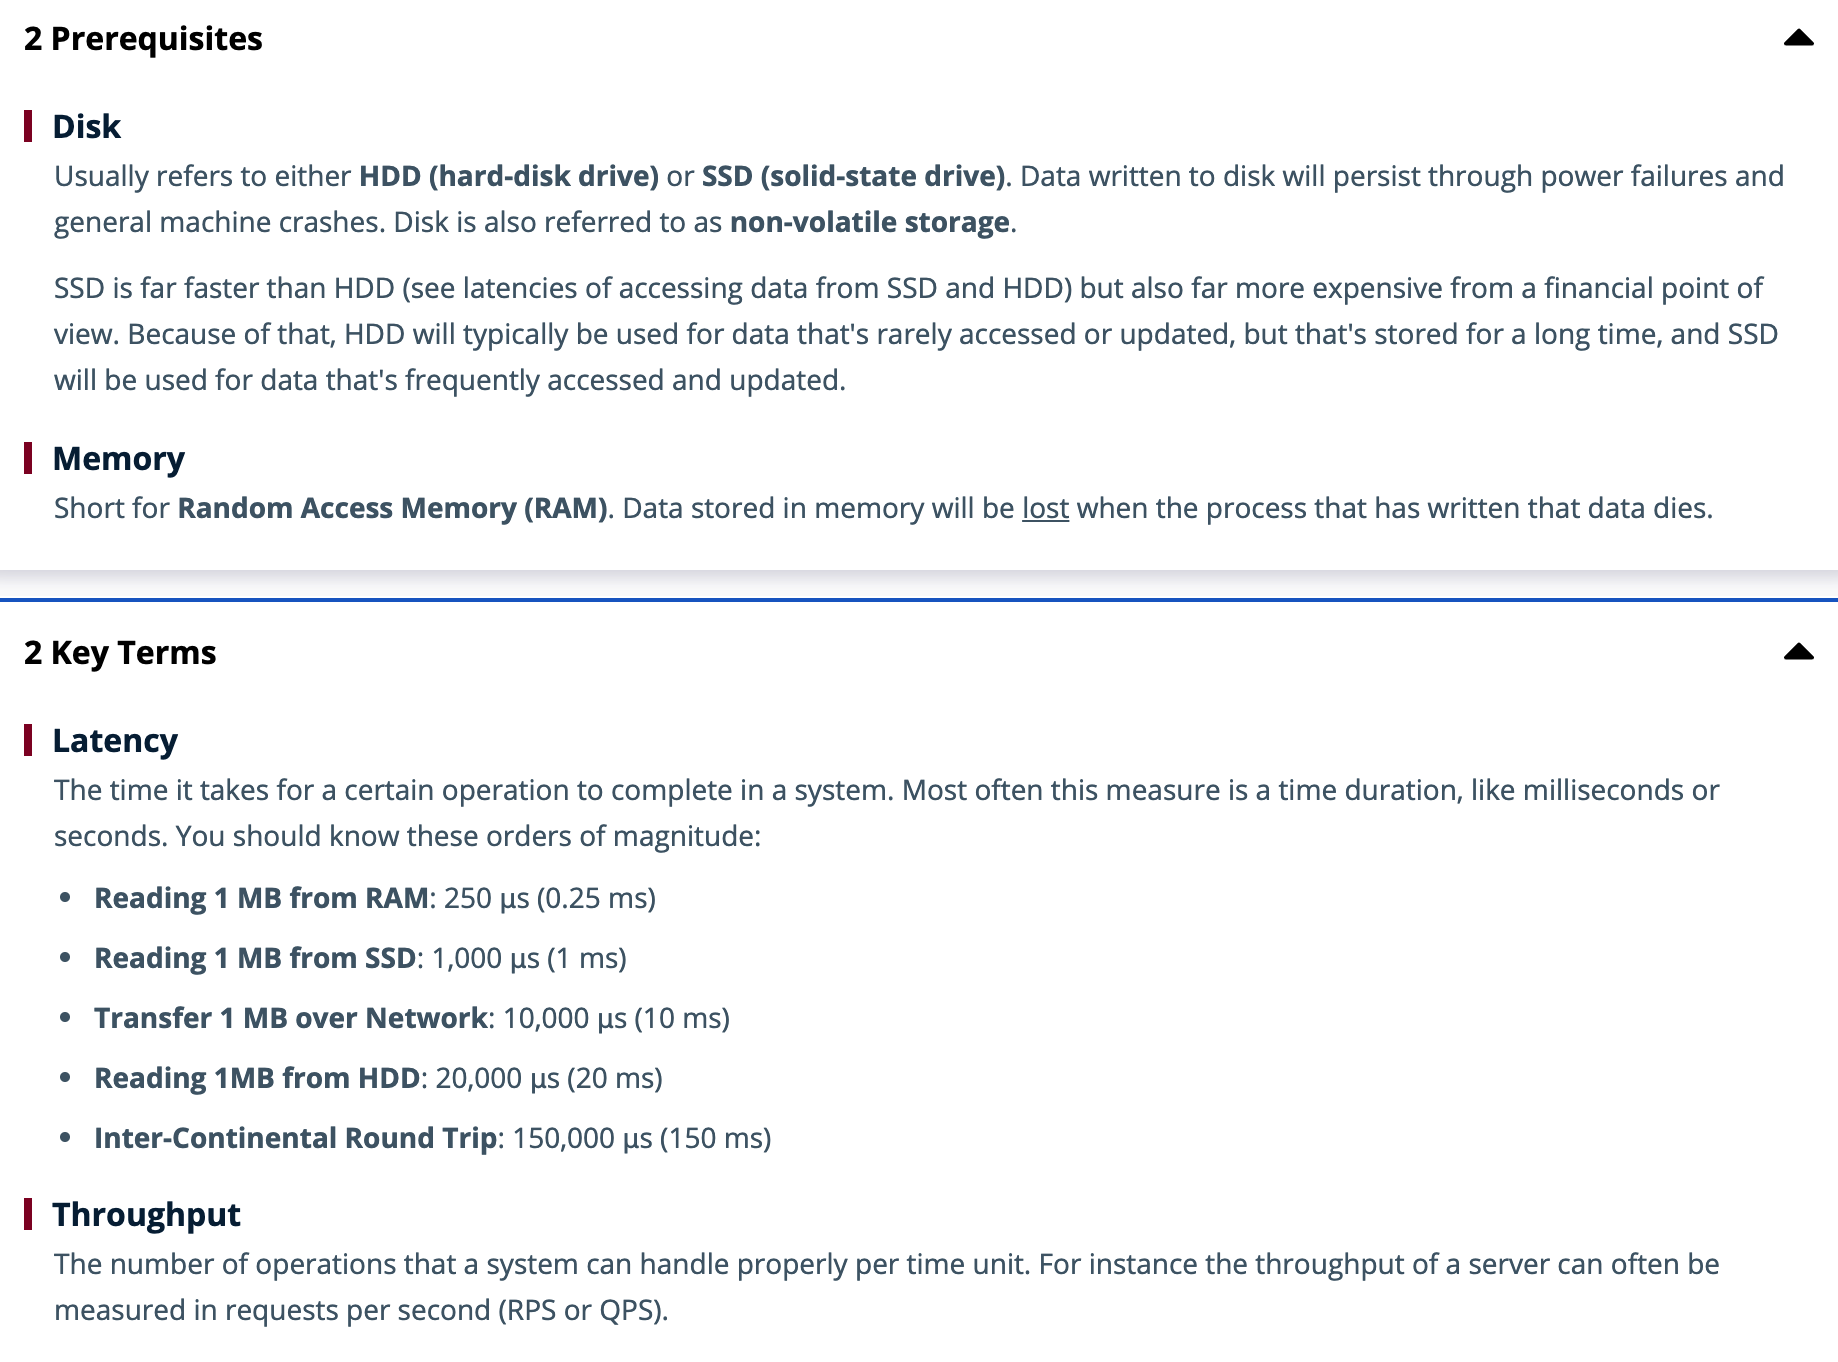 2 Prerequisites
Disk
Usually refers to either HDD (hard-disk drive) or SSD (solid-state drive). Data written to disk will persist through power failures and
general machine crashes. Disk is also referred to as non-volatile storage.
SSD is far faster than HDD (see latencies of accessing data from SSD and HDD) but also far more expensive from a financial point of
view. Because of that, HDD will typically be used for data that's rarely accessed or updated, but that's stored for a long time, and SSD
will be used for data that's frequently accessed and updated.
Memory
Short for Random Access Memory (RAM). Data stored in memory will be lost when the process that has written that data dies.
2 Key Terms
Latency
The time it takes for a certain operation to complete in a system. Most often this measure is a time duration, like milliseconds or
seconds. You should know these orders of magnitude:
• Reading 1 MB from RAM: 250 μs (0.25 ms)
• Reading 1 MB from SSD: 1,000 μs (1 ms)
• Transfer 1 MB over Network: 10,000 μs (10 ms)
• Reading 1MB from HDD: 20,000 μs (20 ms)
• Inter-Continental Round Trip: 150,000 μs (150 ms)
Throughput
The number of operations that a system can handle properly per time unit. For instance the throughput of a server can often be
measured in requests per second (RPS or QPS).